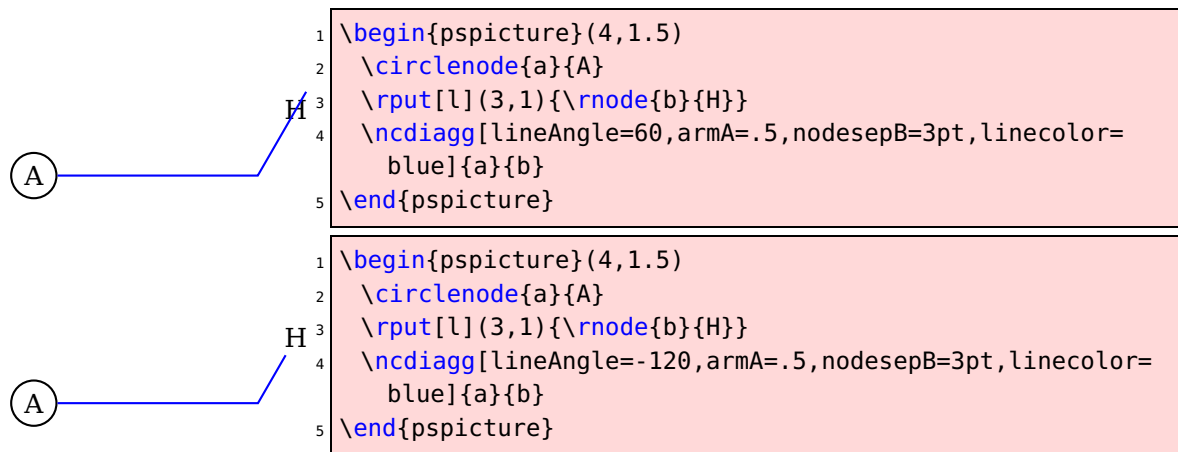 H
A
1 \begin{pspicture}(4,1.5)
2 \circlenode{a}{A}
3 \rput[l](3,1){\rnode{b}{H}}
4 \ncdiagg[lineAngle=60,armA=.5,nodesepB=3pt,linecolor=
blue]{a}{b}
5 \end{pspicture}
H
A
1 \begin{pspicture}(4,1.5)
2 \circlenode{a}{A}
3 \rput[l](3,1){\rnode{b}{H}}
4 \ncdiagg[lineAngle=-120,armA=.5,nodesepB=3pt,linecolor=
blue]{a}{b}
5 \end{pspicture}